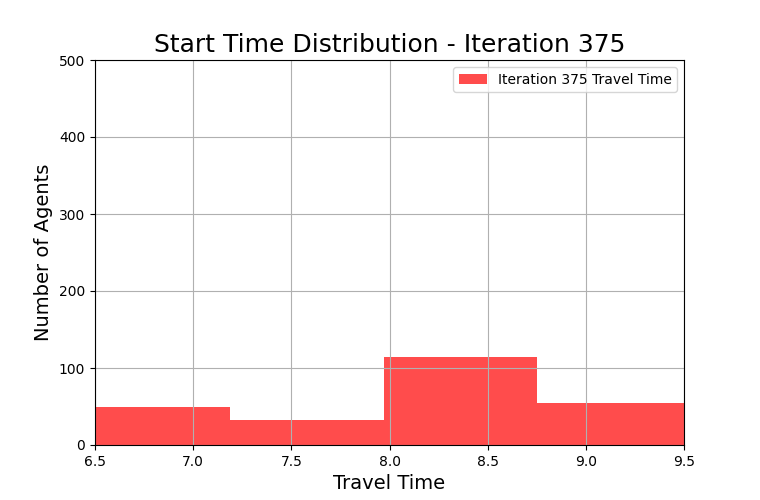 Start Time Distribution - Iteration 375
Iteration 375 Travel Time
Number of Agents
500
400
300
200
100
0
6.5 7.0 7.5 8.0 8.5 9.0 9.5
Travel Time